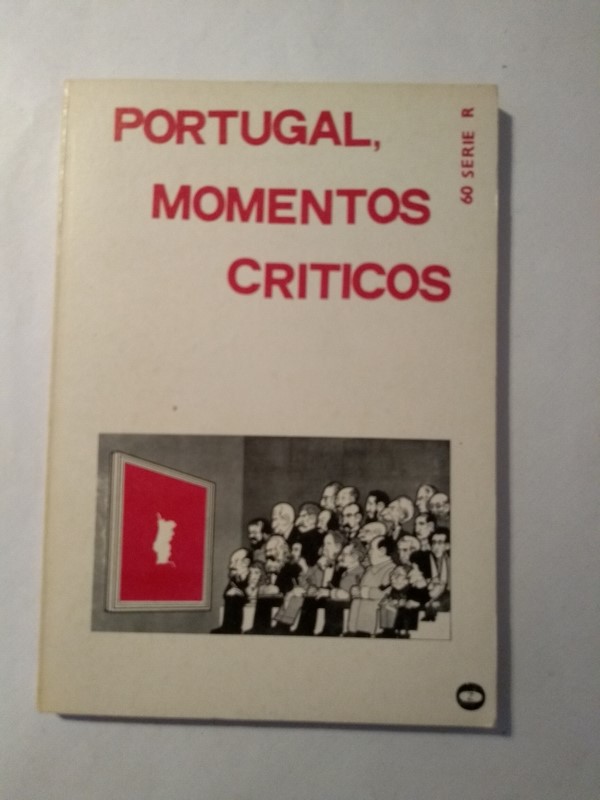 PORTUGAL,
MOMENTOS
CRITICOS
60 SERIE R